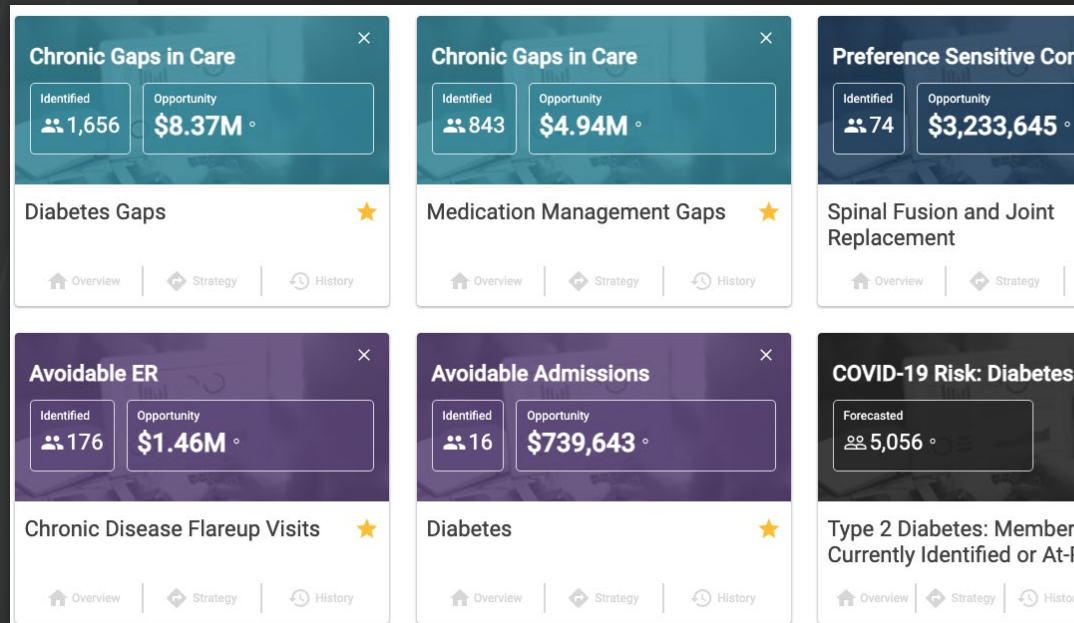 Chronic Gaps in Care
Identified
1,656
Opportunity
$8.37M
Diabetes Gaps
Overview
Strategy
History
Chronic Gaps in Care
Identified
843
Opportunity
$4.94M
Medication Management Gaps
Overview
Strategy
History
Preference Sensitive Con
Identified
74
Opportunity
$3,233,645
Spinal Fusion and Joint
Replacement
Overview
Strategy
Avoidable ER
Identified
176
Opportunity
$1.46M
Chronic Disease Flareup Visits
Overview
Strategy
History
Avoidable Admissions
Identified
16
Opportunity
$739,643
Diabetes
Overview
Strategy
History
COVID-19 Risk: Diabetes
Forecasted
5,056
Type 2 Diabetes: Member
Currently Identified or At-
Overview
Strategy
Histo